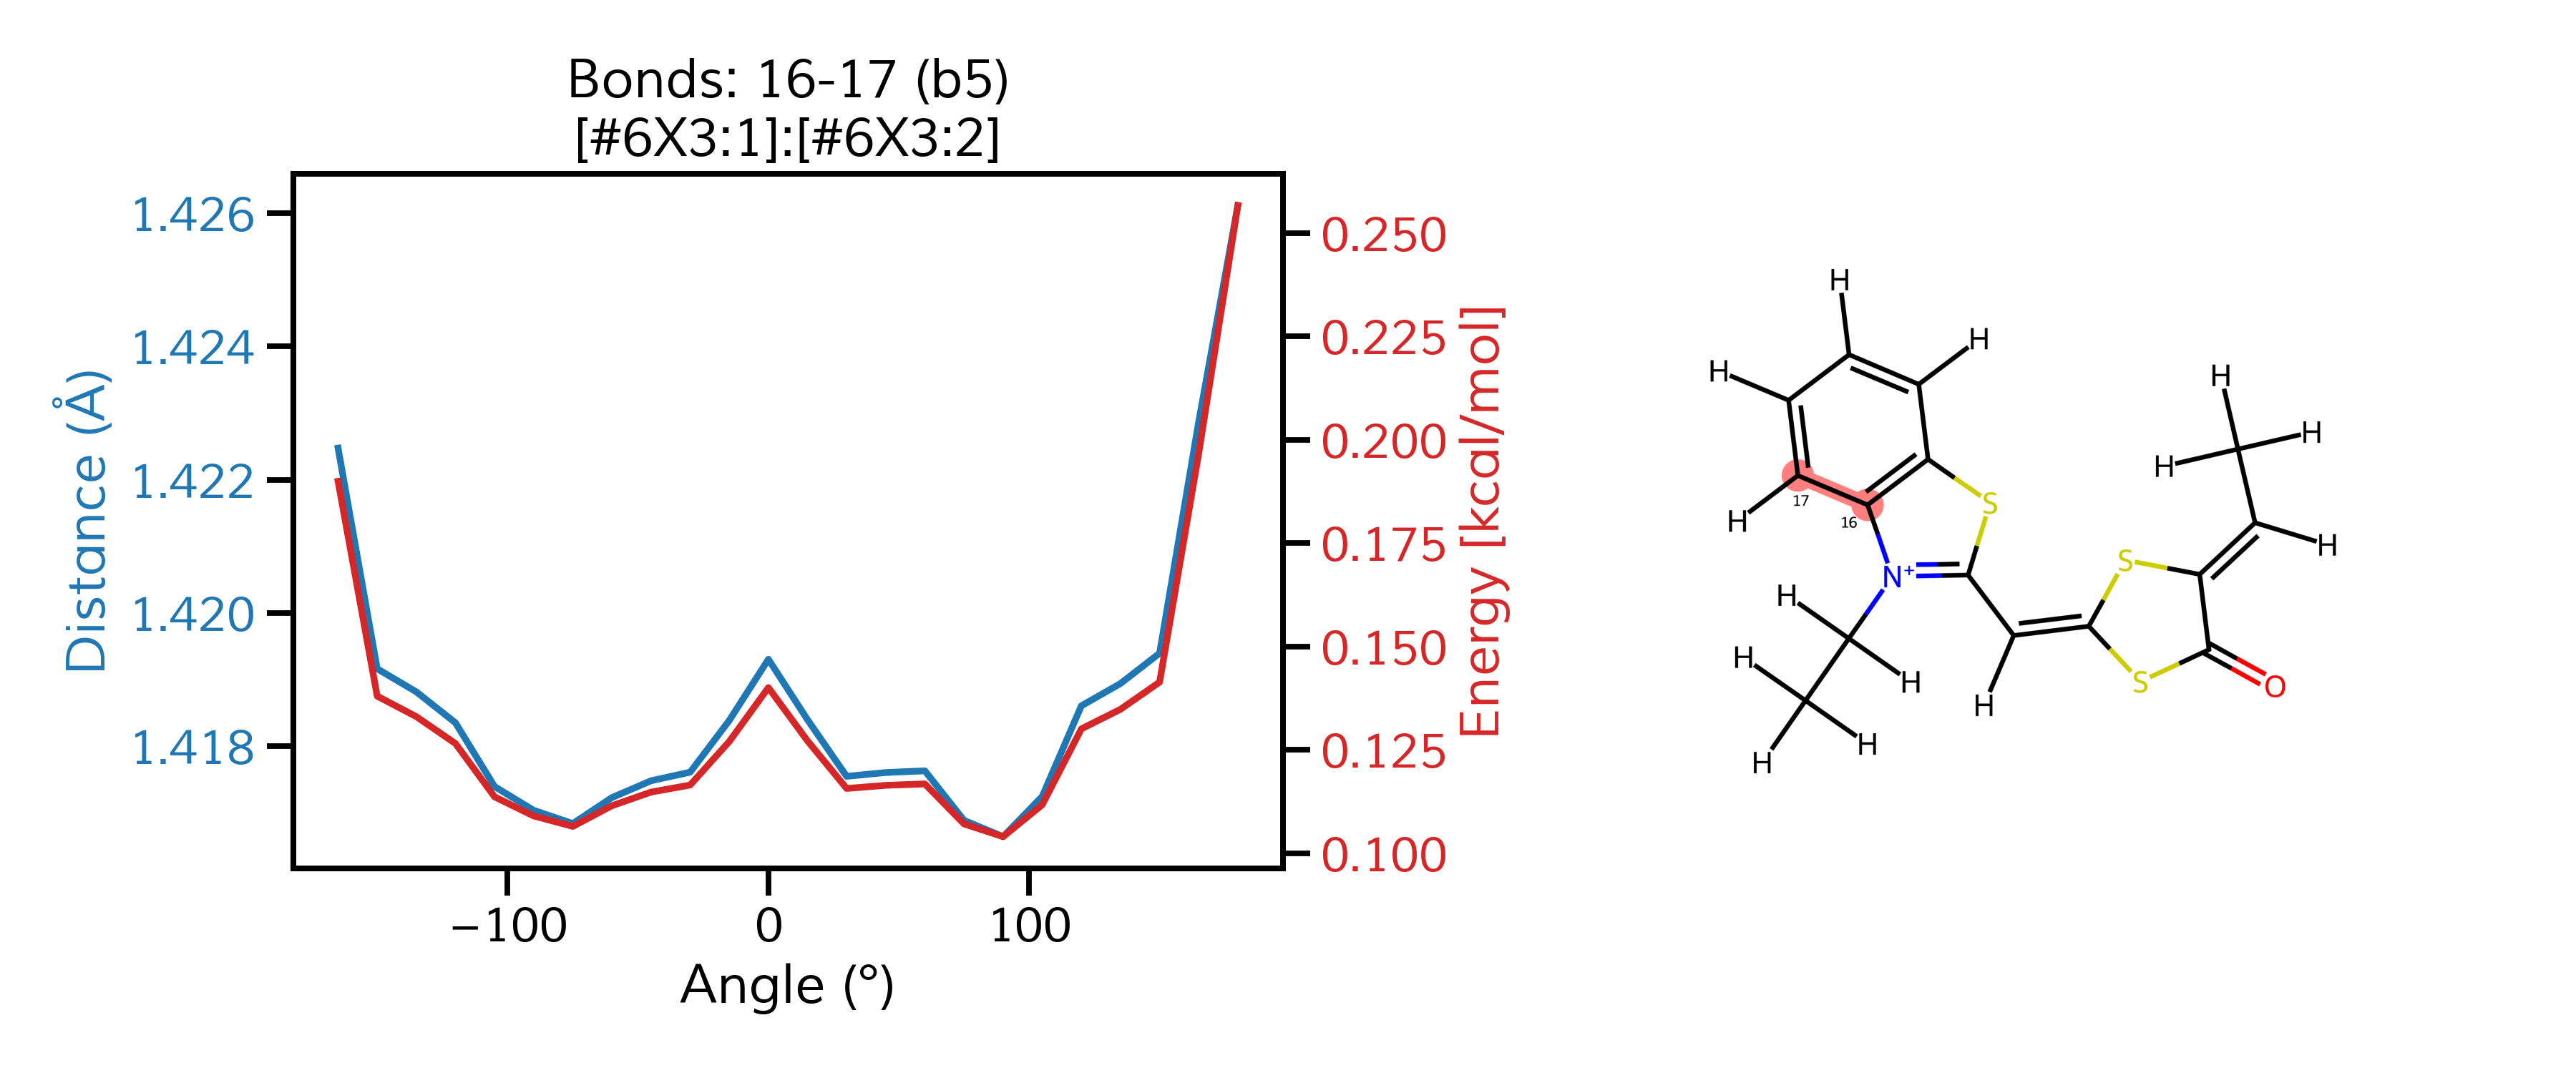 Bonds: 16-17 (b5)
[#6X3:1]:[#6X3:2]
Distance (Å)
1.426
1.424
1.422
1.420
1.418
0.250
0.225
0.200
0.175
0.150
0.125
0.100
Energy [kcal/mol]
−100
0
100
Angle (°)
H
H
H
H
H
H
H
17
16
S
H
H
S
N⁺
H
H
H
S
O
H
H
H